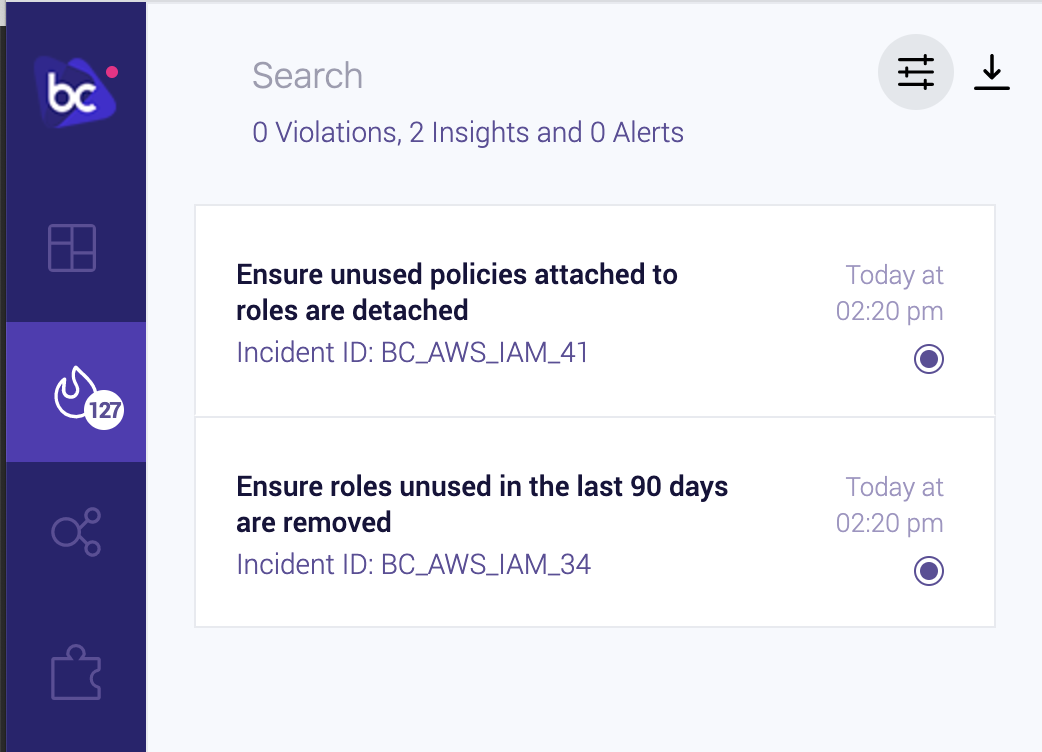 bc
Search
0 Violations, 2 Insights and 0 Alerts
127
Ensure unused policies attached to
roles are detached
Incident ID: BC_AWS_IAM_41
Today at
02:20 pm
Ensure roles unused in the last 90 days
are removed
Incident ID: BC_AWS_IAM_34
Today at
02:20 pm